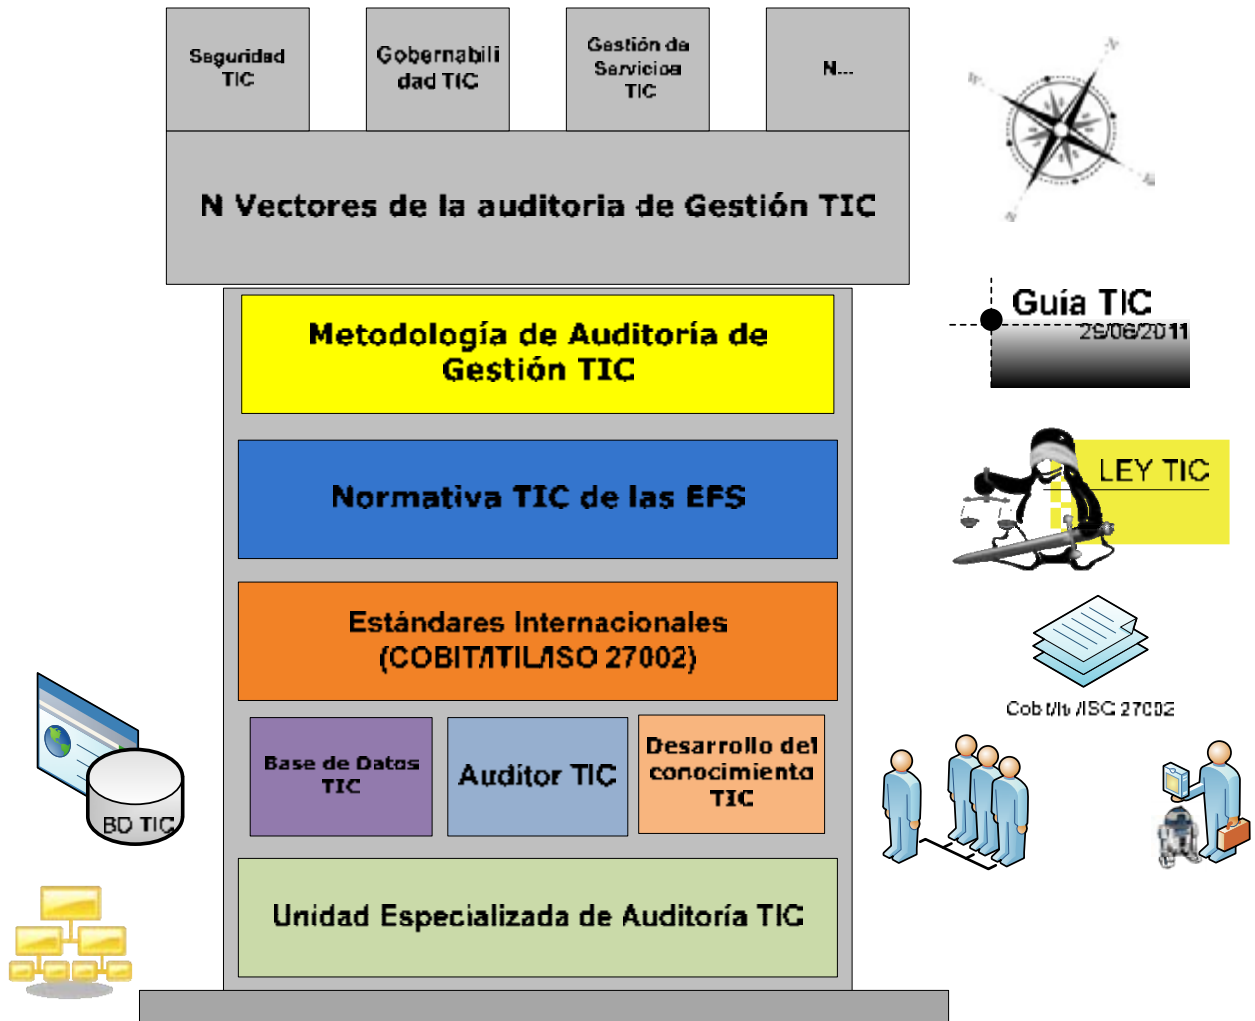 Seguridad
TIC
Gobernabili
dad TIC
Gestión de
Servicios
TIC
N...
N Vectores de la auditoria de Gestión TIC
Guía TIC
29/06/2011
Metodología de Auditoría de
Gestión TIC
LEY TIC
Normativa TIC de las EFS
Estándares Internacionales
(COBIT/ITIL/ISO 27002)
Cobit/Itil/ISO 27002
Base de Datos
TIC
Auditor TIC
Desarrollo del
conocimiento
TIC
BD TIC
Unidad Especializada de Auditoría TIC